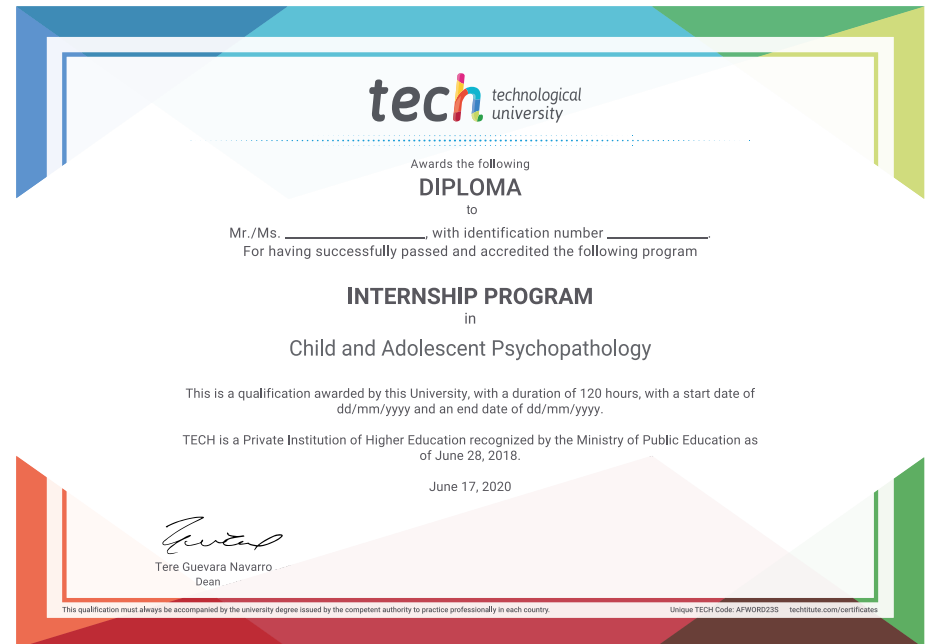 tech technological
university
Awards the following
DIPLOMA
to
Mr./Ms. ____________________, with identification number ______________.
For having successfully passed and accredited the following program
INTERNSHIP PROGRAM
in
Child and Adolescent Psychopathology
This is a qualification awarded by this University, with a duration of 120 hours, with a start date of
dd/mm/yyyy and an end date of dd/mm/yyyy.
TECH is a Private Institution of Higher Education recognized by the Ministry of Public Education as
of June 28, 2018.
June 17, 2020
Tere Guevara Navarro
Dean
This qualification must always be accompanied by the university degree issued by the competent authority to practice professionally in each country.
Unique TECH Code: AFWORD23S techtitute.com/certificates